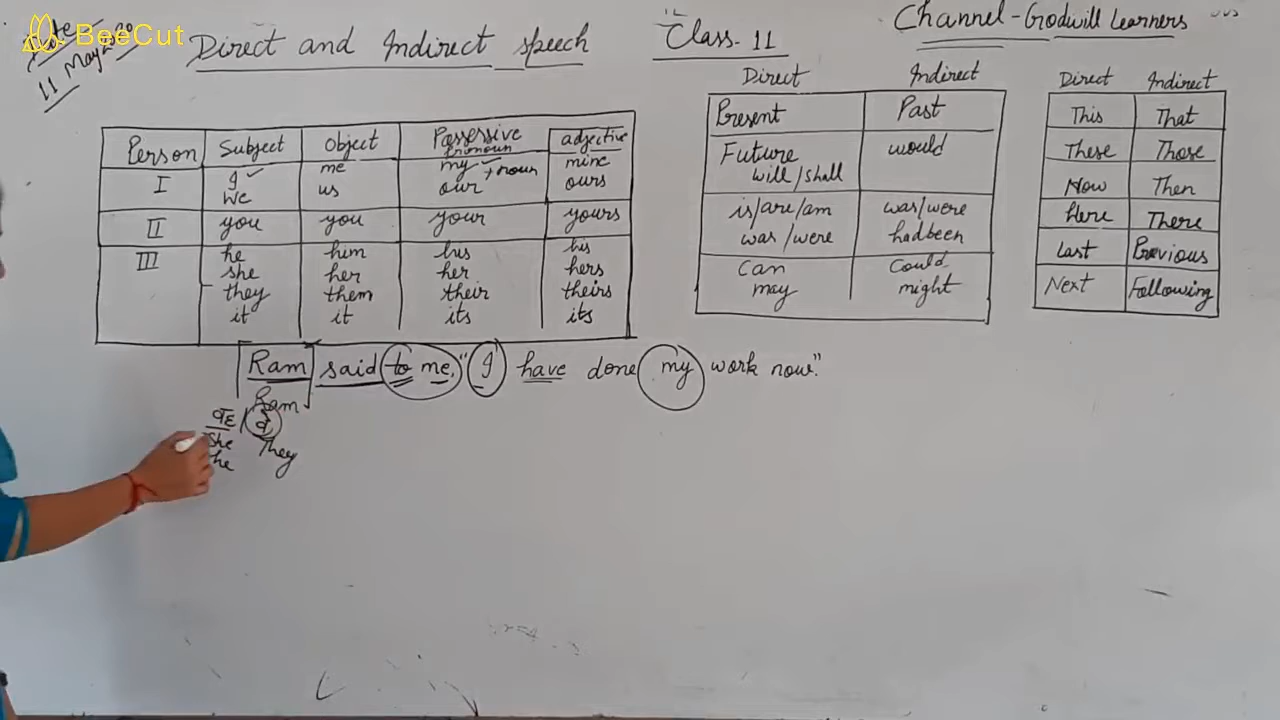 BeeCut
Date
11 May 2020
Direct and Indirect speech
Class-11
Channel-Godwill Learners
Person Subject Object Possessive pronoun adjective
I I me my + noun mine
we us our ours
II you you your yours
III he him his his
she her her hers
they them their theirs
it it its its
Direct Indirect
Present Past
Future would
will/shall
is/are/am was/were
was/were hadbeen
Can Could
may might
Direct Indirect
This That
These Those
Now Then
Here There
Last Previous
Next Following
Ram said to me, "I have done my work now."
Ram
She They
he